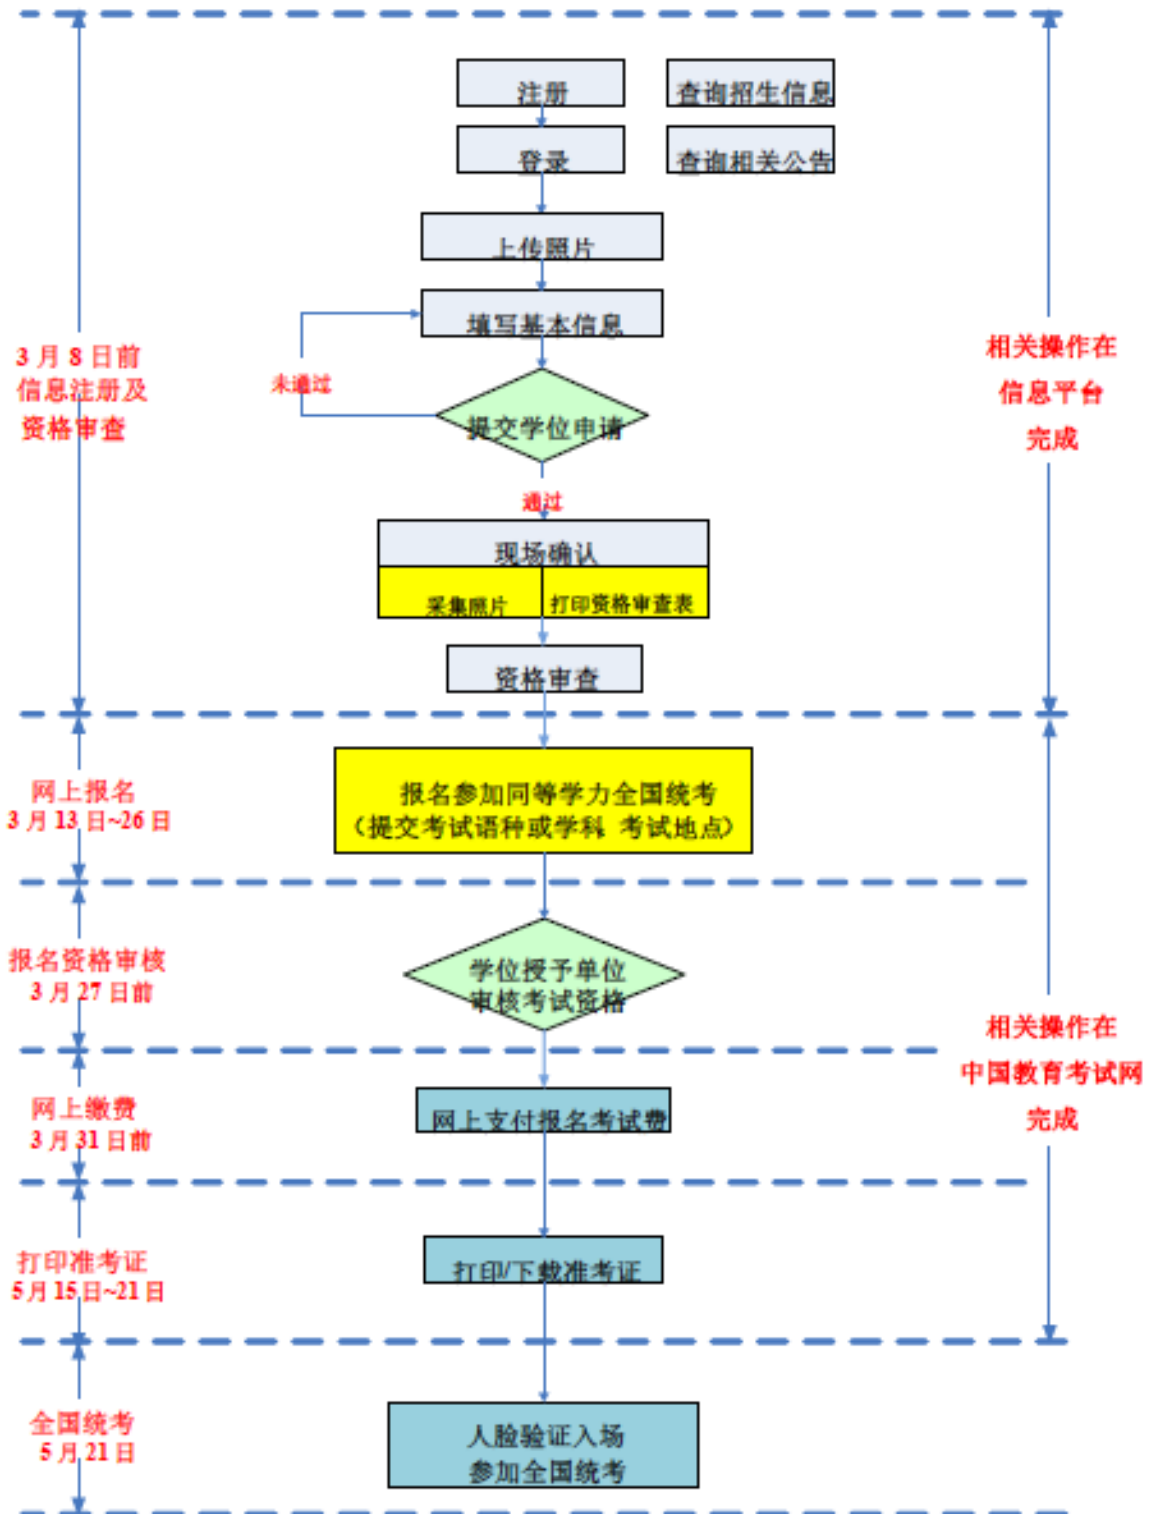 注册
查询招生信息
登录
查询相关公告
上传照片
填写基本信息
3月8日前
信息注册及
资格审查
未通过
提交学位申请
相关操作在
信息平台
完成
通过
现场确认
采集照片
打印资格审查表
资格审查
网上报名
3月13日~26日
报名参加同等学力全国统考
（提交考试语种或学科 考试地点）
报名资格审核
3月27日前
学位授予单位
审核考试资格
相关操作在
中国教育考试网
完成
网上缴费
3月31日前
网上支付报名考试费
打印准考证
5月15日~21日
打印/下载准考证
全国统考
5月21日
人脸验证入场
参加全国统考